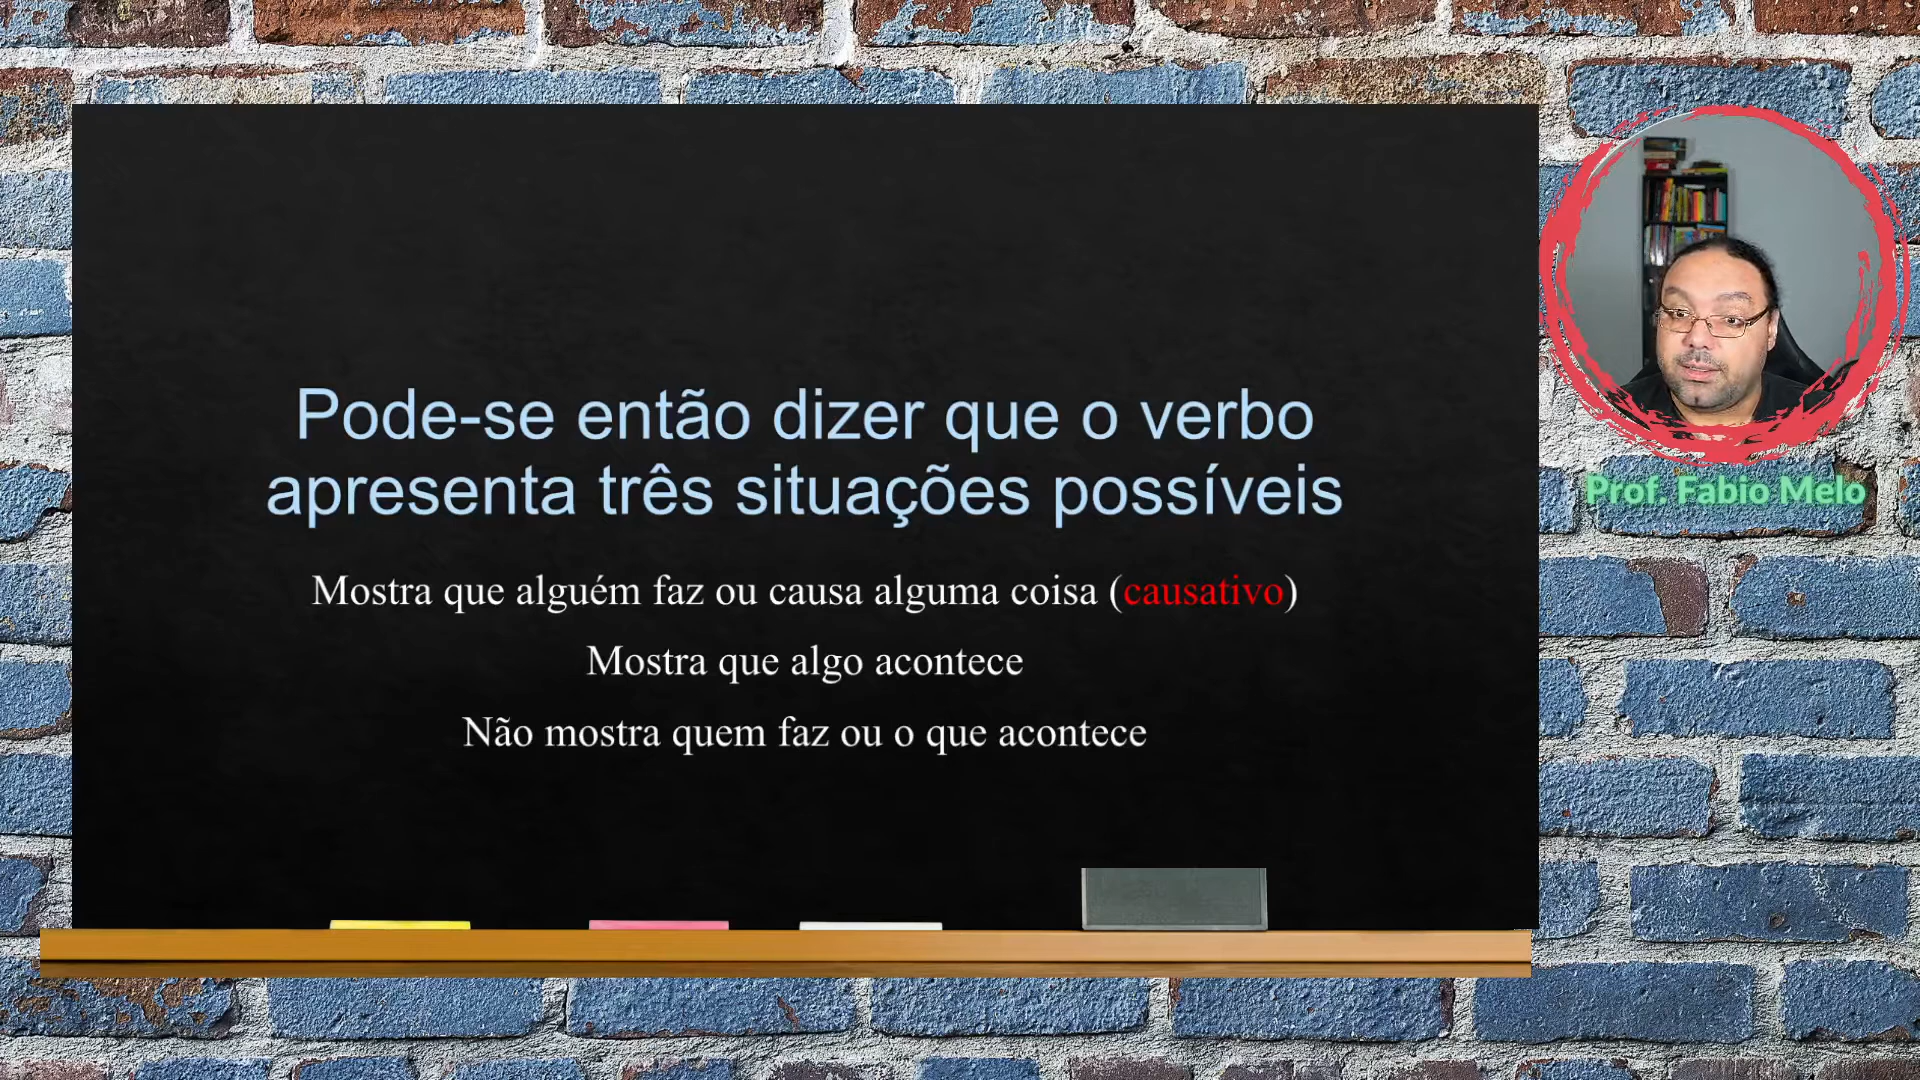 Pode-se então dizer que o verbo
apresenta três situações possíveis
Mostra que alguém faz ou causa alguma coisa (causativo)
Mostra que algo acontece
Não mostra quem faz ou o que acontece
Prof. Fabio Melo